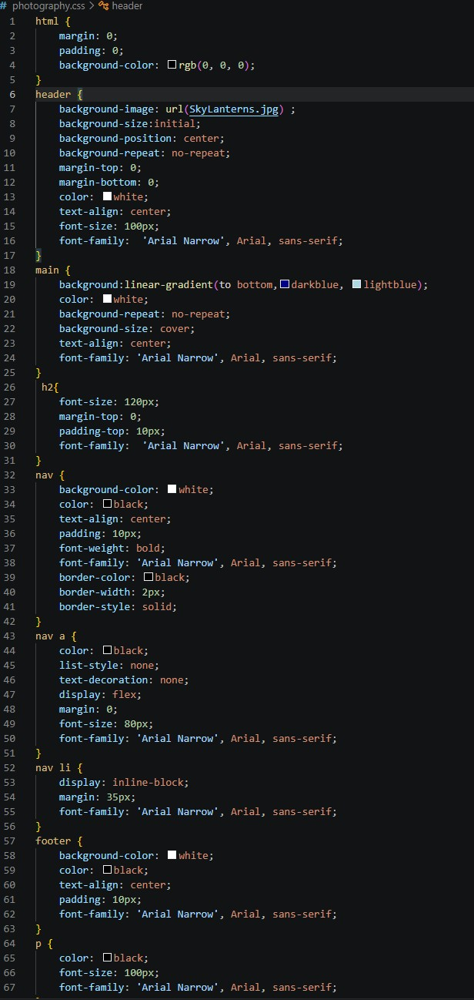 # photography.css > header
1 html {
2 margin: 0;
3 padding: 0;
4 background-color: rgb(0, 0, 0);
5 }
6 header {
7 background-image: url(SkyLanterns.jpg) ;
8 background-size:initial;
9 background-position: center;
10 background-repeat: no-repeat;
11 margin-top: 0;
12 margin-bottom: 0;
13 color: white;
14 text-align: center;
15 font-size: 100px;
16 font-family:  'Arial Narrow', Arial, sans-serif;
17 }
18 main {
19 background:linear-gradient(to bottom, darkblue, lightblue);
20 color: white;
21 background-repeat: no-repeat;
22 background-size: cover;
23 text-align: center;
24 font-family: 'Arial Narrow', Arial, sans-serif;
25 }
26 h2{
27 font-size: 120px;
28 margin-top: 0;
29 padding-top: 10px;
30 font-family:  'Arial Narrow', Arial, sans-serif;
31 }
32 nav {
33 background-color: white;
34 color: black;
35 text-align: center;
36 padding: 10px;
37 font-weight: bold;
38 font-family: 'Arial Narrow', Arial, sans-serif;
39 border-color: black;
40 border-width: 2px;
41 border-style: solid;
42 }
43 nav a {
44 color: black;
45 list-style: none;
46 text-decoration: none;
47 display: flex;
48 margin: 0;
49 font-size: 80px;
50 font-family: 'Arial Narrow', Arial, sans-serif;
51 }
52 nav li {
53 display: inline-block;
54 margin: 35px;
55 font-family: 'Arial Narrow', Arial, sans-serif;
56 }
57 footer {
58 background-color: white;
59 color: black;
60 text-align: center;
61 padding: 10px;
62 font-family: 'Arial Narrow', Arial, sans-serif;
63 }
64 p {
65 color: black;
66 font-size: 100px;
67 font-family: 'Arial Narrow', Arial, sans-serif;